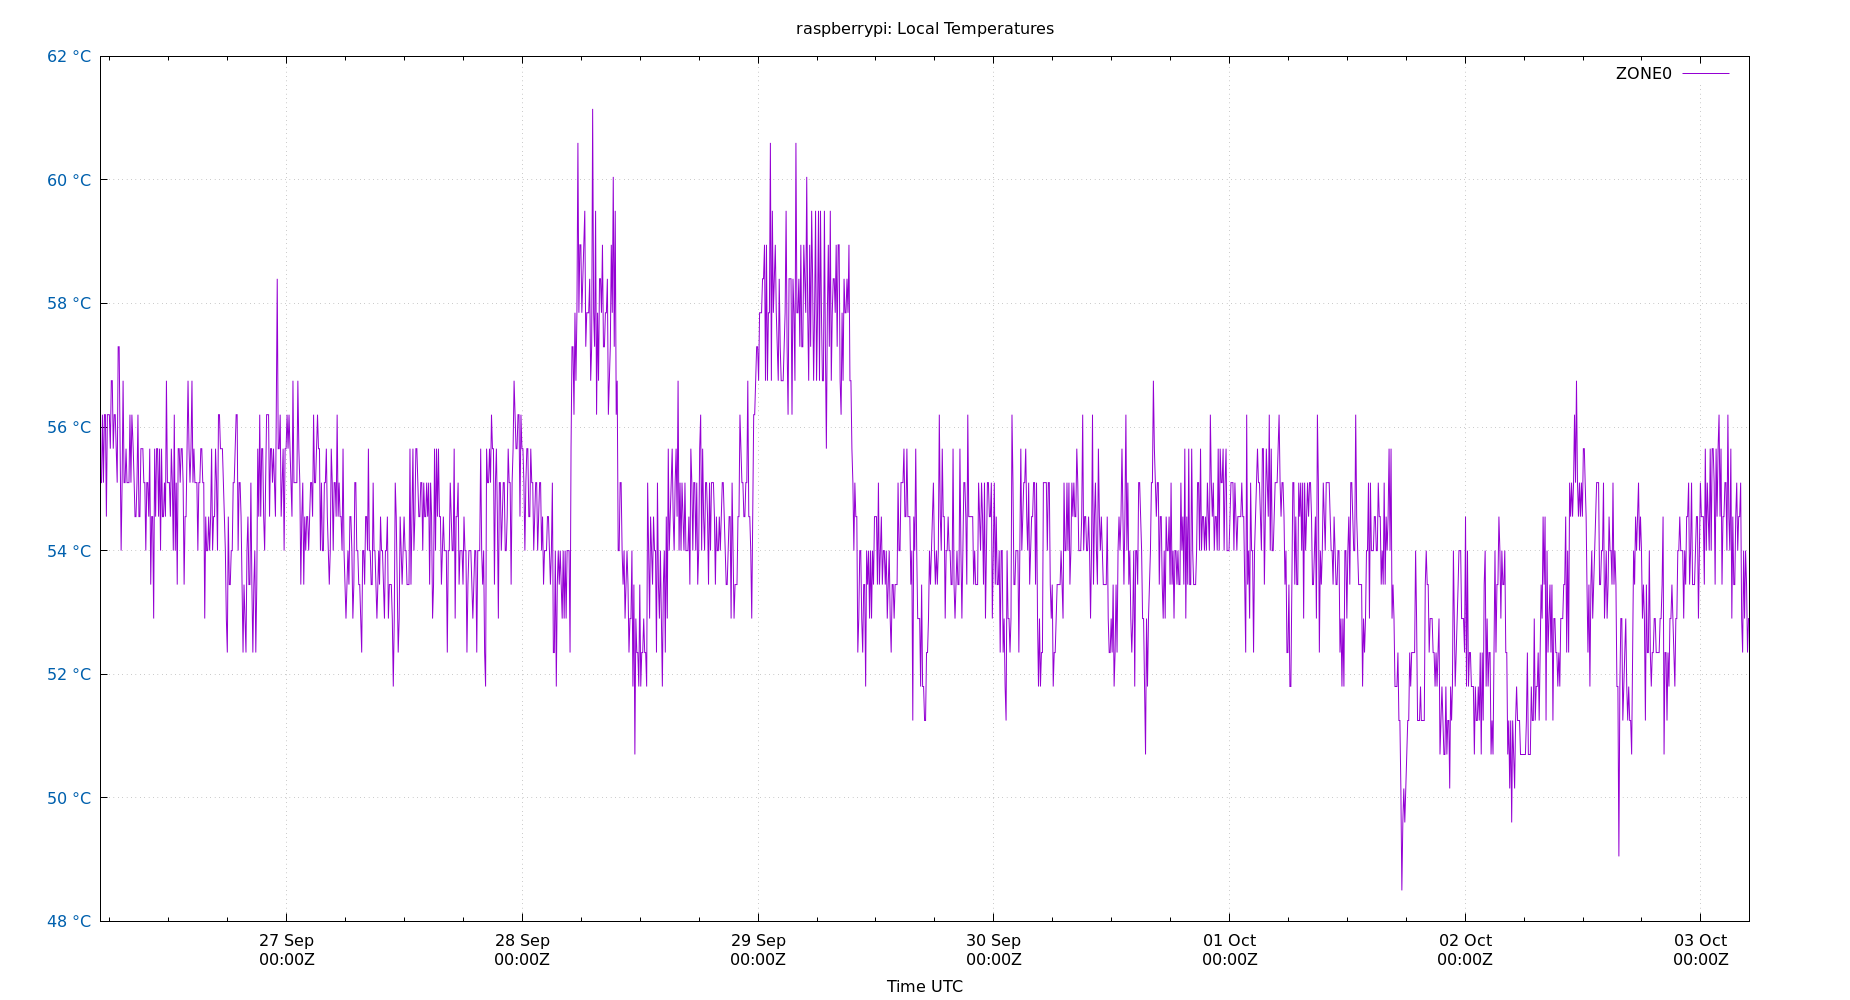 raspberrypi: Local Temperatures
ZONE0
62 °C
60 °C
58 °C
56 °C
54 °C
52 °C
50 °C
48 °C
27 Sep 28 Sep 29 Sep 30 Sep 01 Oct 02 Oct 03 Oct
00:00Z 00:00Z 00:00Z 00:00Z 00:00Z 00:00Z 00:00Z
Time UTC